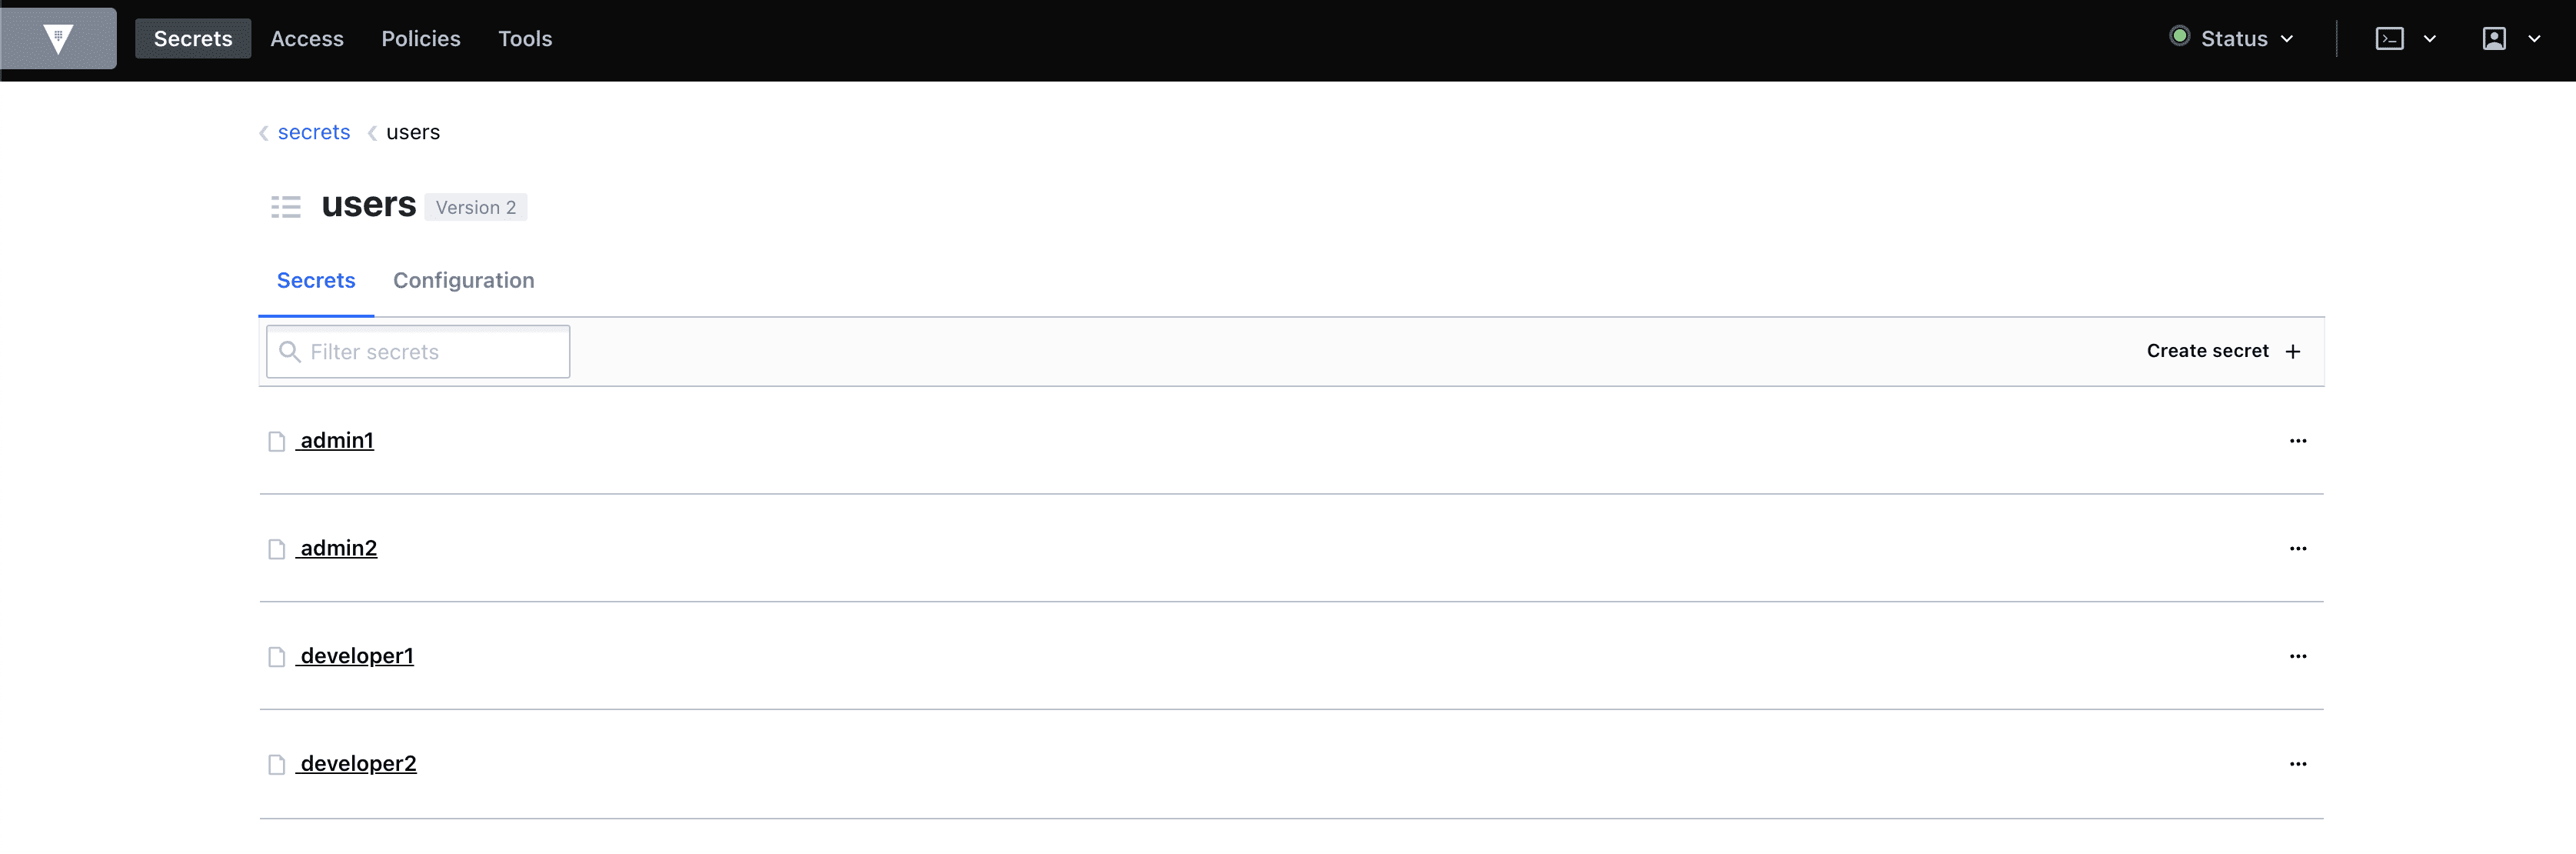 Secrets Access Policies Tools Status
secrets users
users Version 2
Secrets Configuration
Filter secrets Create secret +
admin1
admin2
developer1
developer2